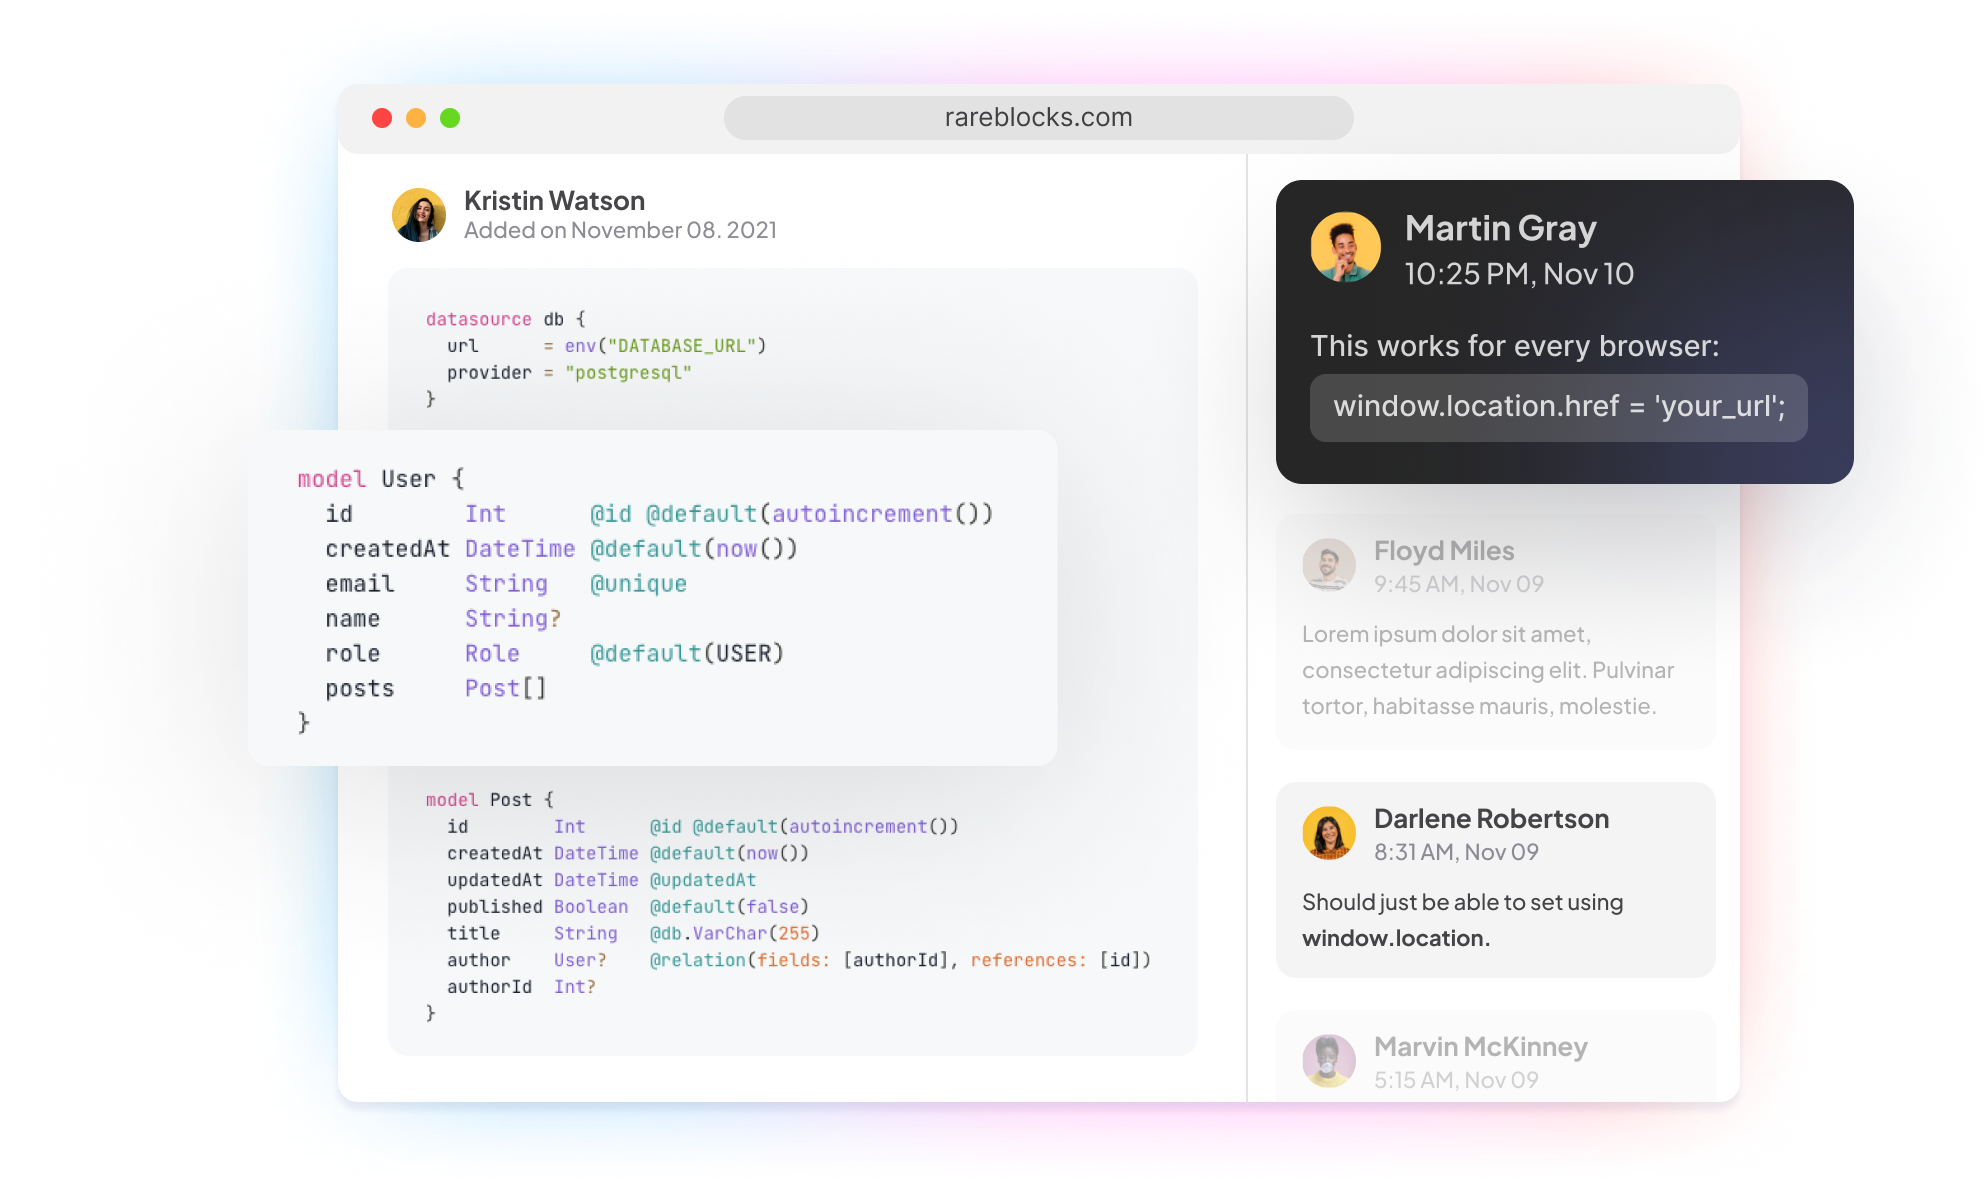 rareblocks.com
Kristin Watson
Added on November 08. 2021
datasource db {
  url      = env("DATABASE_URL")
  provider = "postgresql"
}
model User {
  id        Int      @id @default(autoincrement())
  createdAt DateTime @default(now())
  email     String   @unique
  name      String?
  role      Role     @default(USER)
  posts     Post[]
}
model Post {
  id        Int      @id @default(autoincrement())
  createdAt DateTime @default(now())
  updatedAt DateTime @updatedAt
  published Boolean  @default(false)
  title     String   @db.VarChar(255)
  author    User?    @relation(fields: [authorId], references: [id])
  authorId  Int?
}
Martin Gray
10:25 PM, Nov 10
This works for every browser:
window.location.href = 'your_url';
Floyd Miles
9:45 AM, Nov 09
Lorem ipsum dolor sit amet,
consectetur adipiscing elit. Pulvinar
tortor, habitasse mauris, molestie.
Darlene Robertson
8:31 AM, Nov 09
Should just be able to set using
window.location.
Marvin McKinney
5:15 AM, Nov 09